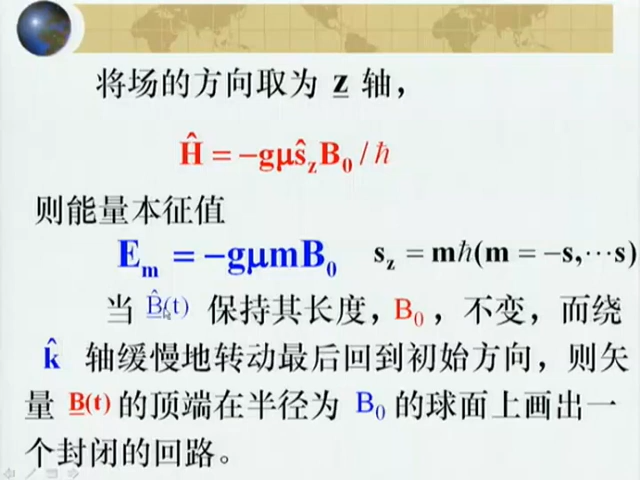 将场的方向取为 z 轴，
Ĥ = −gμŝ_z B₀ / ℏ
则能量本征值
E_m = −gμmB₀ s_z = mℏ(m = −s,⋯s)
当 B̂(t) 保持其长度，B₀，不变，而绕
k̂ 轴缓慢地转动最后回到初始方向，则矢
量 B(t) 的顶端在半径为 B₀ 的球面上画出一
个封闭的回路。